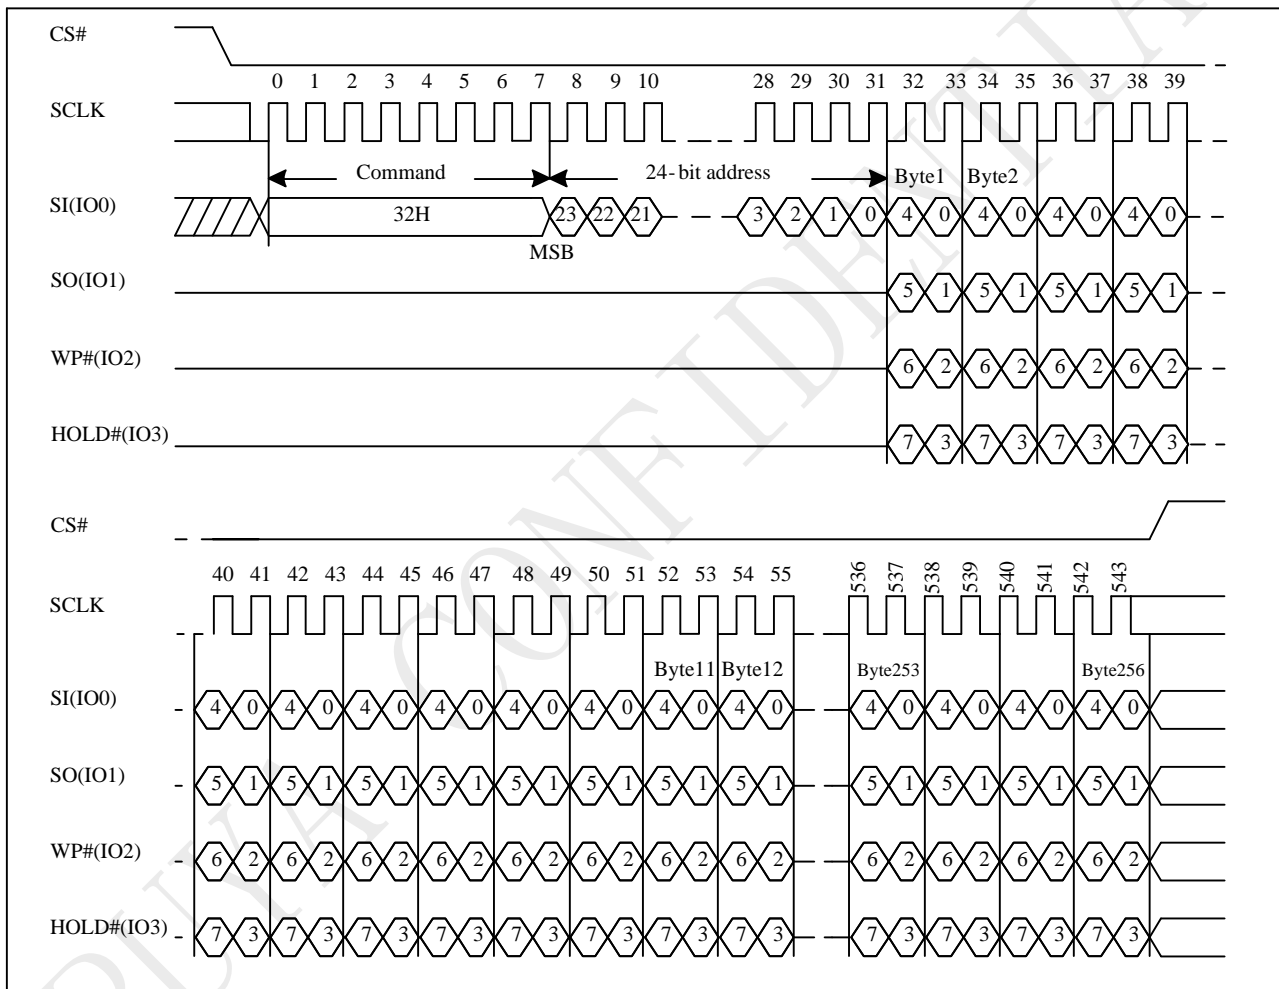 CS#
0 1 2 3 4 5 6 7 8 9 10 28 29 30 31 32 33 34 35 36 37 38 39
SCLK
Command 24-bit address Byte1 Byte2
SI(IO0) 32H 23 22 21 3 2 1 0 4 0 4 0 4 0 4 0
MSB
SO(IO1) 5 1 5 1 5 1 5 1
WP#(IO2) 6 2 6 2 6 2 6 2
HOLD#(IO3) 7 3 7 3 7 3 7 3
CS#
40 41 42 43 44 45 46 47 48 49 50 51 52 53 54 55 536 537 538 539 540 541 542 543
SCLK
Byte11 Byte12 Byte253 Byte256
SI(IO0) 4 0 4 0 4 0 4 0 4 0 4 0 4 0 4 0 4 0 4 0 4 0 4 0
SO(IO1) 5 1 5 1 5 1 5 1 5 1 5 1 5 1 5 1 5 1 5 1 5 1 5 1
WP#(IO2) 6 2 6 2 6 2 6 2 6 2 6 2 6 2 6 2 6 2 6 2 6 2 6 2
HOLD#(IO3) 7 3 7 3 7 3 7 3 7 3 7 3 7 3 7 3 7 3 7 3 7 3 7 3
PUYA CONFIDENTIAL